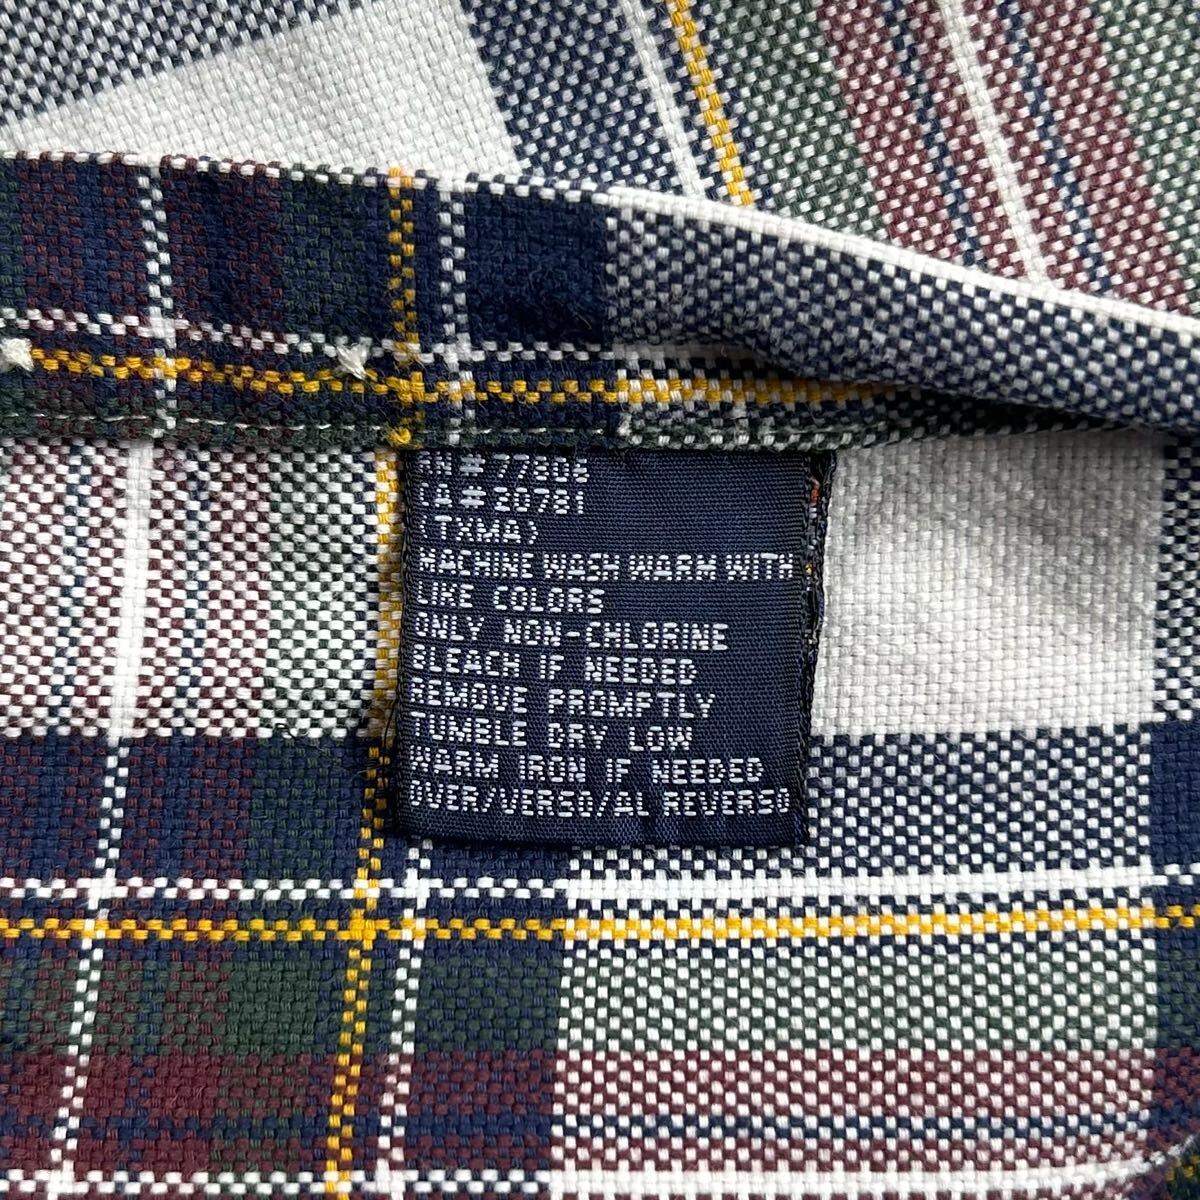 RN # 77806
CA # 20781
(TXMA)
MACHINE WASH WARM WITH
LIKE COLORS
ONLY NON-CHLORINE
BLEACH IF NEEDED
REMOVE PROMPTLY
TUMBLE DRY LOW
WARM IRON IF NEEDED
OVER/VERSO/AL REVERSO